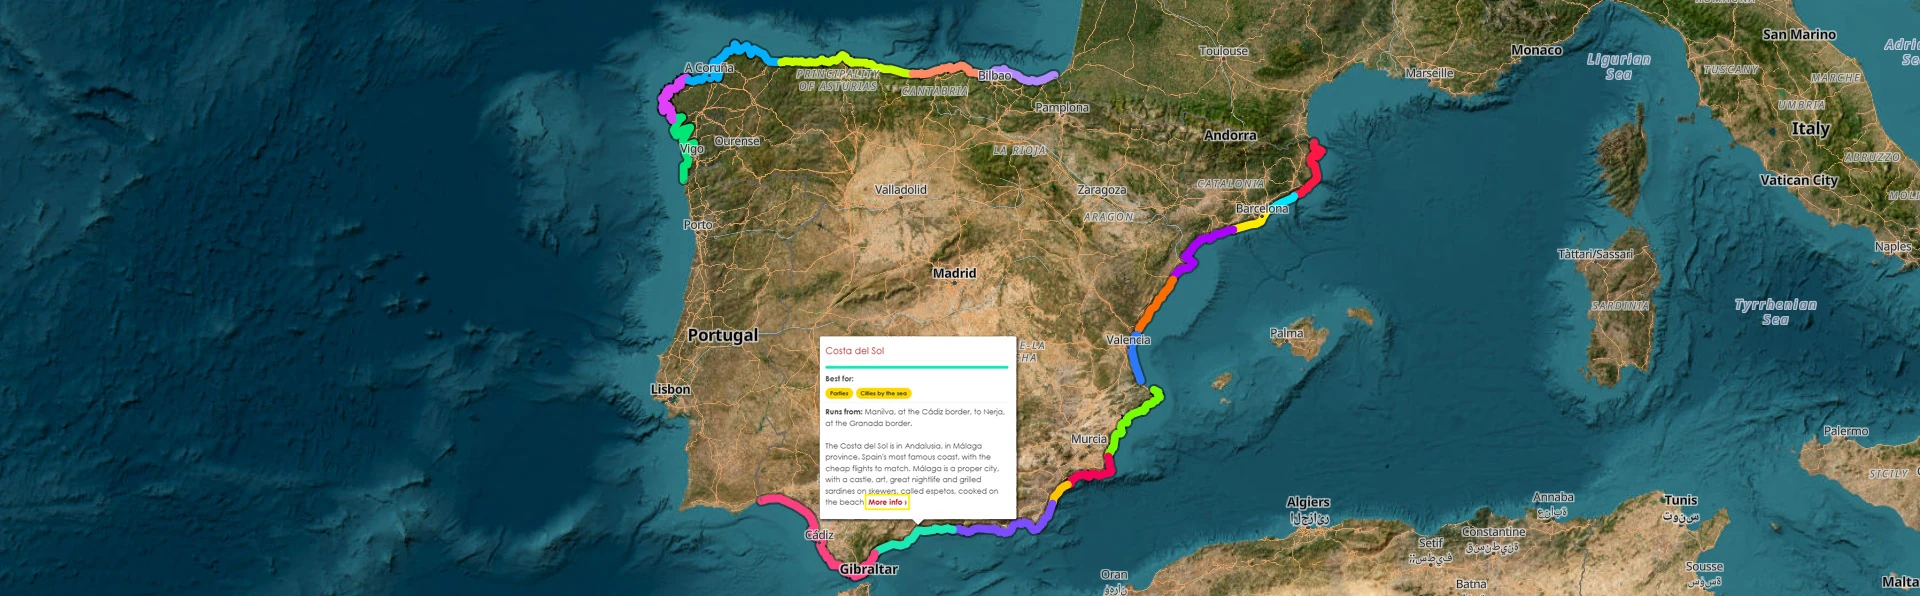 Toulouse
Monaco
San Marino
Ligurian
Sea
Marseille
TUSCANY
MARCHE
UMBRIA
Italy
ABRUZZO
Vatican City
Naples
A Coruña
PRINCIPALITY
OF ASTURIAS
CANTABRIA
Bilbao
Pamplona
Andorra
Vigo
Ourense
LA RIOJA
Valladolid
Zaragoza
CATALONIA
ARAGON
Barcelona
Porto
Madrid
Tàttari/Sassari
SARDINIA
Tyrrhenian
Sea
Portugal
Valencia
Palma
Lisbon
Murcia
Palermo
SICILY
Costa del Sol
Best for:
Parties Cities by the sea
Runs from: Manilva, at the Cádiz border, to Nerja,
at the Granada border.
The Costa del Sol is in Andalusia, in Málaga
province. Spain's most famous coast, with the
cheap flights to match. Málaga is a proper city,
with a castle, art, great nightlife and grilled
sardines on skewers, called espetos, cooked on
the beach More info ›
Cádiz
Gibraltar
Algiers
الجزائر
Annaba
عنابة
Tunis
تونس
Constantine
قسنطينة
Setif
Oran
وهران
Batna
Sousse
سوسة
Malta